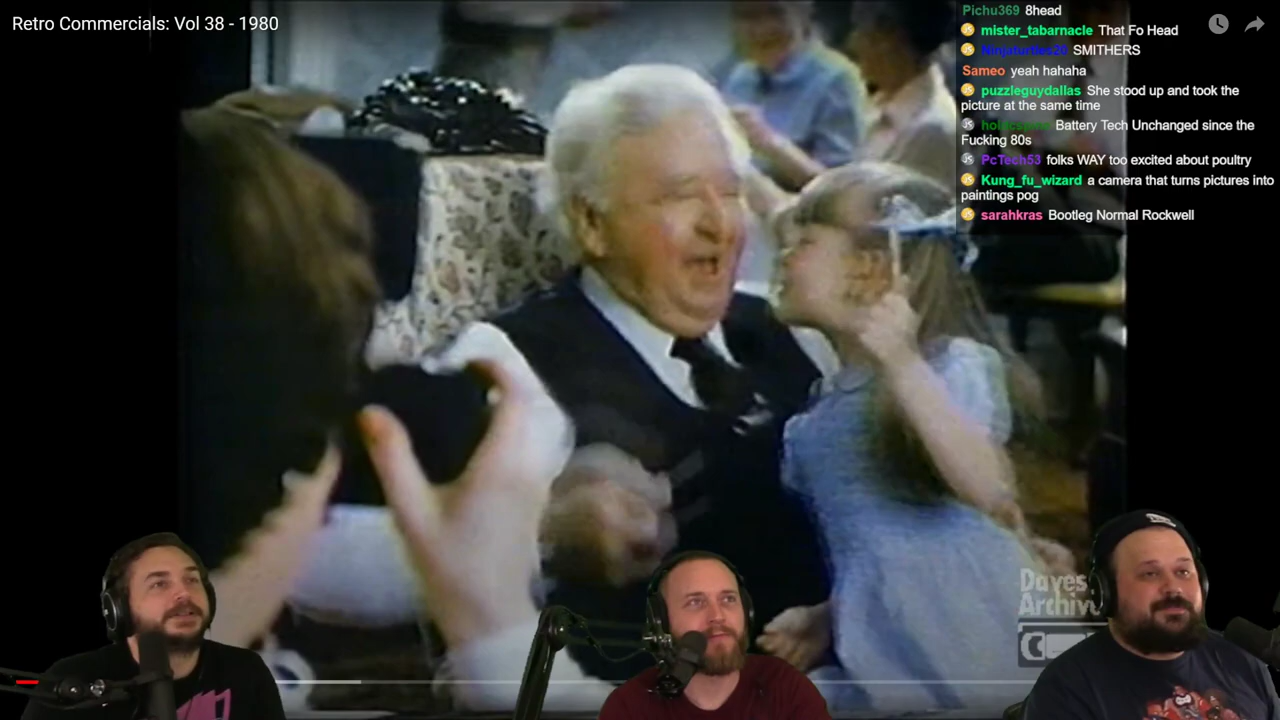 Retro Commercials: Vol 38 - 1980
Pichu369 8head
mister_tabarnacle That Fo Head
Ninjaturtles20 SMITHERS
Sameo yeah hahaha
puzzleguydallas She stood up and took the
picture at the same time
Battery Tech Unchanged since the
Fucking 80s
PcTech53 folks WAY too excited about poultry
Kung_fu_wizard a camera that turns pictures into
paintings pog
sarahkras Bootleg Normal Rockwell
Daves
Archive